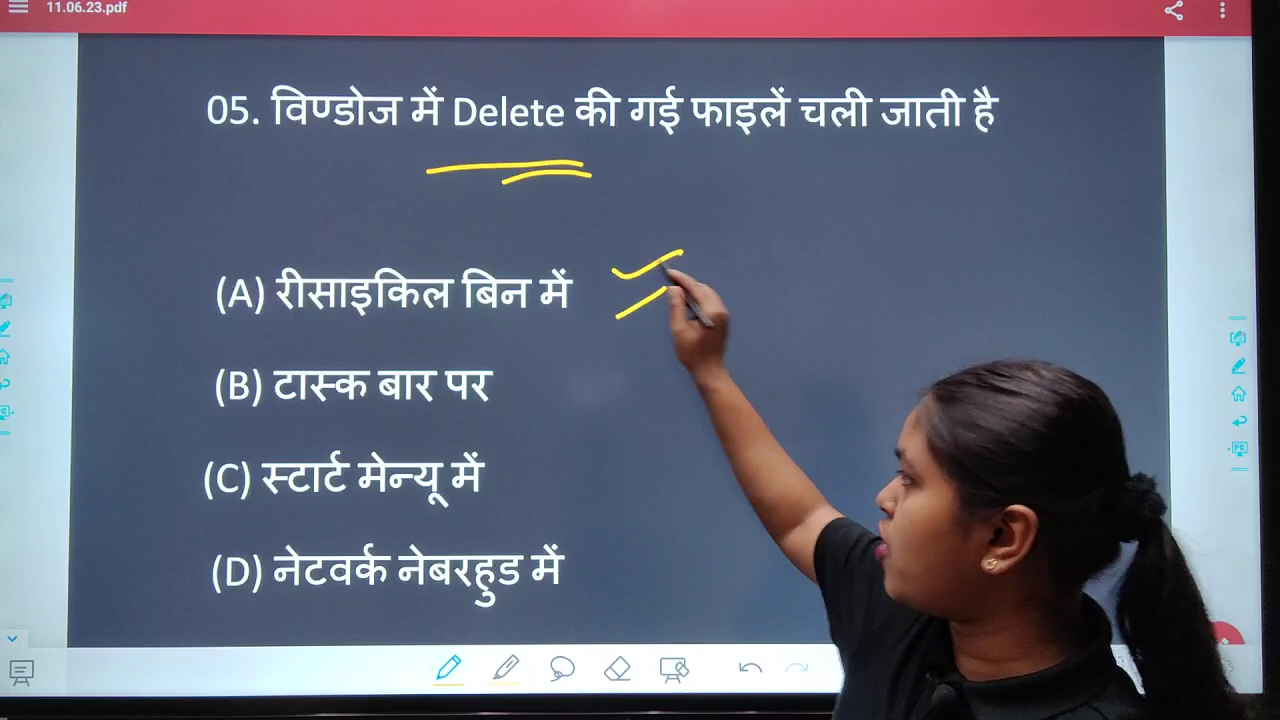 11.06.23.pdf
05. विण्डोज में Delete की गई फाइलें चली जाती है
(A) रीसाइकिल बिन में
(B) टास्क बार पर
(C) स्टार्ट मेन्यू में
(D) नेटवर्क नेबरहुड में